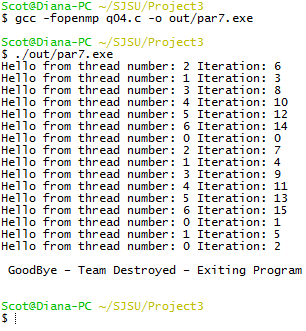 Scot@Diana-PC ~/SJSU/Project3
$ gcc -fopenmp q04.c -o out/par7.exe
Scot@Diana-PC ~/SJSU/Project3
$ ./out/par7.exe
Hello from thread number: 2 Iteration: 6
Hello from thread number: 1 Iteration: 3
Hello from thread number: 3 Iteration: 8
Hello from thread number: 4 Iteration: 10
Hello from thread number: 5 Iteration: 12
Hello from thread number: 6 Iteration: 14
Hello from thread number: 0 Iteration: 0
Hello from thread number: 2 Iteration: 7
Hello from thread number: 1 Iteration: 4
Hello from thread number: 3 Iteration: 9
Hello from thread number: 4 Iteration: 11
Hello from thread number: 5 Iteration: 13
Hello from thread number: 6 Iteration: 15
Hello from thread number: 0 Iteration: 1
Hello from thread number: 1 Iteration: 5
Hello from thread number: 0 Iteration: 2
GoodBye - Team Destroyed - Exiting Program
Scot@Diana-PC ~/SJSU/Project3
$